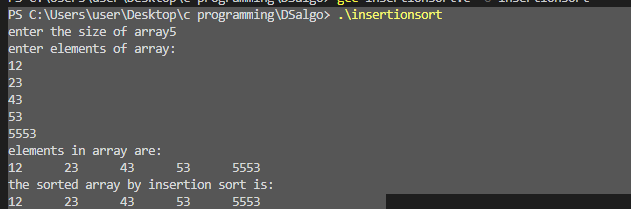 PS C:\Users\user\Desktop\c programming\DSalgo> .\insertionsort
enter the size of array5
enter elements of array:
12
23
43
53
5553
elements in array are:
12 23 43 53 5553
the sorted array by insertion sort is:
12 23 43 53 5553